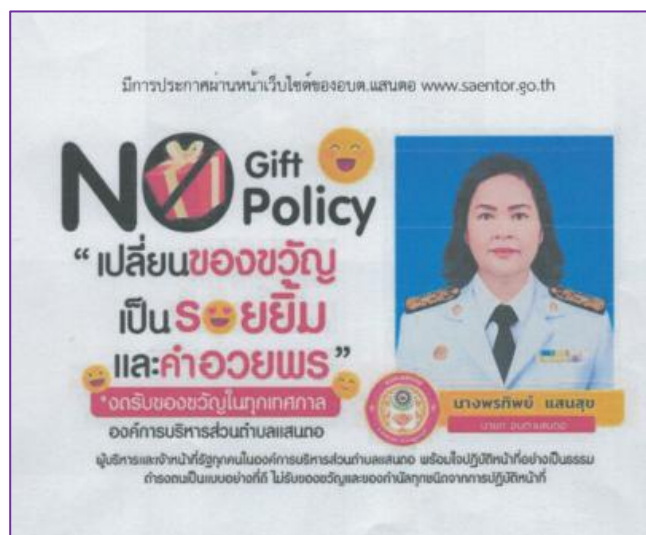 มีการประกาศผ่านหน้าเว็บไซต์ของอบต.แสนตอ www.saentor.go.th
NO Gift Policy
“เปลี่ยนของขวัญ
เป็นรอยยิ้ม
และคำอวยพร”
*งดรับของขวัญในทุกเทศกาล
องค์การบริหารส่วนตำบลแสนตอ
นางพรทิพย์ แสนสุข
นายก อบต.แสนตอ
ผู้บริหารและเจ้าหน้าที่รัฐทุกคนในองค์การบริหารส่วนตำบลแสนตอ พร้อมใจปฏิบัติหน้าที่อย่างเป็นธรรม
ดำรงตนเป็นแบบอย่างที่ดี ไม่รับของขวัญและของกำนัลทุกชนิดจากการปฏิบัติหน้าที่